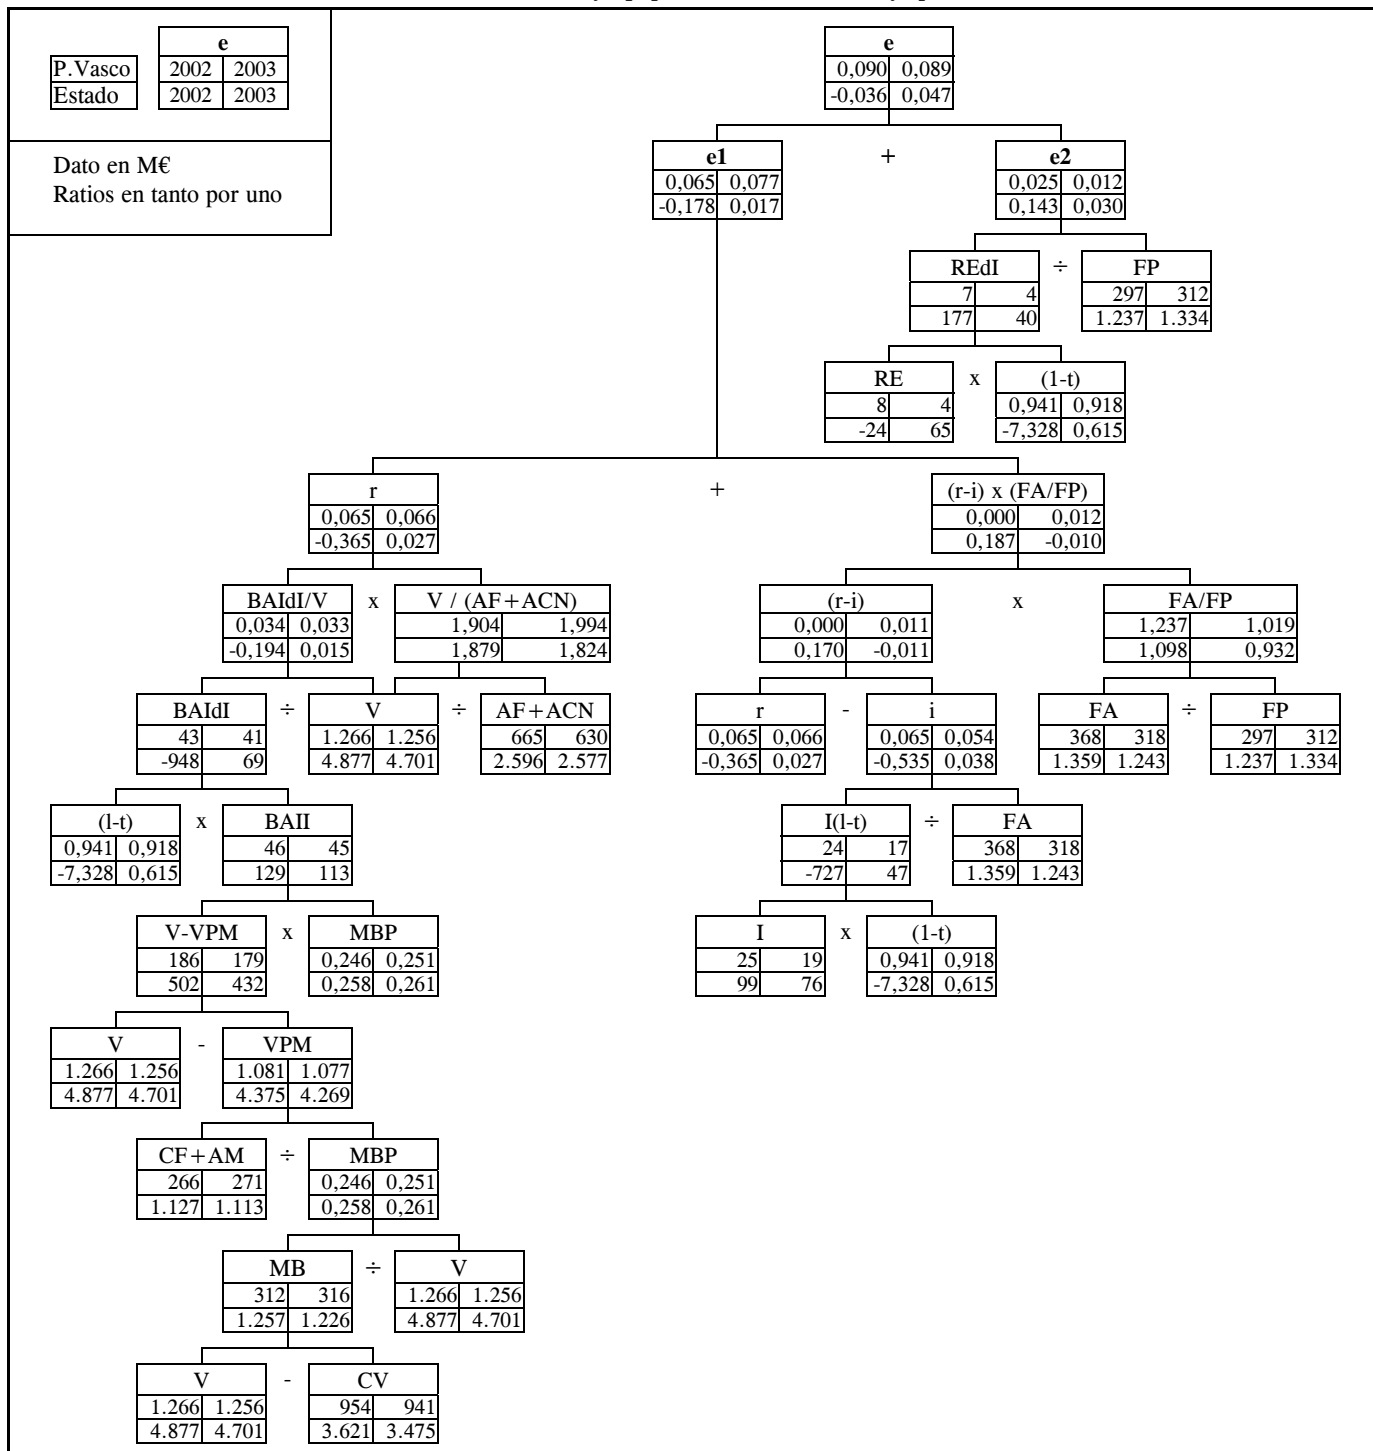 e
P.Vasco 2002 2003
Estado 2002 2003
Dato en M€
Ratios en tanto por uno
e
0,090 0,089
-0,036 0,047
e1 + e2
0,065 0,077 0,025 0,012
-0,178 0,017 0,143 0,030
REdI ÷ FP
7 4 297 312
177 40 1.237 1.334
RE x (1-t)
8 4 0,941 0,918
-24 65 -7,328 0,615
r + (r-i) x (FA/FP)
0,065 0,066 0,000 0,012
-0,365 0,027 0,187 -0,010
BAIdI/V x V / (AF+ACN) (r-i) x FA/FP
0,034 0,033 1,904 1,994 0,000 0,011 1,237 1,019
-0,194 0,015 1,879 1,824 0,170 -0,011 1,098 0,932
BAIdI ÷ V ÷ AF+ACN r - i FA ÷ FP
43 41 1.266 1.256 665 630 0,065 0,066 0,065 0,054 368 318 297 312
-948 69 4.877 4.701 2.596 2.577 -0,365 0,027 -0,535 0,038 1.359 1.243 1.237 1.334
(l-t) x BAII I(l-t) ÷ FA
0,941 0,918 46 45 24 17 368 318
-7,328 0,615 129 113 -727 47 1.359 1.243
V-VPM x MBP I x (1-t)
186 179 0,246 0,251 25 19 0,941 0,918
502 432 0,258 0,261 99 76 -7,328 0,615
V - VPM
1.266 1.256 1.081 1.077
4.877 4.701 4.375 4.269
CF+AM ÷ MBP
266 271 0,246 0,251
1.127 1.113 0,258 0,261
MB ÷ V
312 316 1.266 1.256
1.257 1.226 4.877 4.701
V - CV
1.266 1.256 954 941
4.877 4.701 3.621 3.475